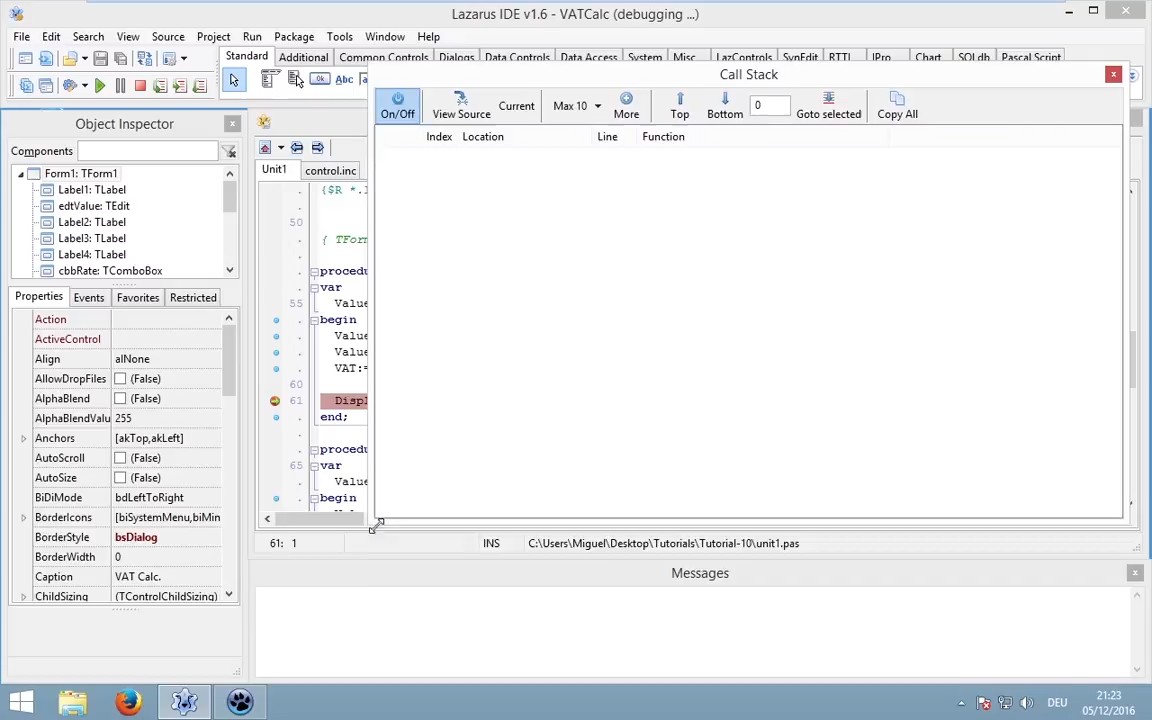 Lazarus IDE v1.6 - VATCalc (debugging ...)
File Edit Search View Source Project Run Package Tools Window Help
Standard Additional Common Controls Dialogs Data Controls Data Access System Misc LazControls SynEdit RTTI IPro Chart SQLdb Pascal Script
Ok Abc
Object Inspector
Components
Form1: TForm1
Label1: TLabel
edtValue: TEdit
Label2: TLabel
Label3: TLabel
Label4: TLabel
cbbRate: TComboBox
Properties Events Favorites Restricted
Action
ActiveControl
Align alNone
AllowDropFiles (False)
AlphaBlend (False)
AlphaBlendValu 255
Anchors [akTop,akLeft]
AutoScroll (False)
AutoSize (False)
BiDiMode bdLeftToRight
BorderIcons [biSystemMenu,biMin
BorderStyle bsDialog
BorderWidth 0
Caption VAT Calc.
ChildSizing (TControlChildSizing)
Unit1 control.inc
{$R *.
50
{ TForm
procedu
var
55 Value
begin
Value
Value
VAT:=
60
61 Displ
end;
procedu
65 var
Value
begin
61: 1 INS C:\Users\Miguel\Desktop\Tutorials\Tutorial-10\unit1.pas
Call Stack
On/Off View Source Current Max 10 More Top Bottom 0 Goto selected Copy All
Index Location Line Function
Messages
DEU
21:23
05/12/2016